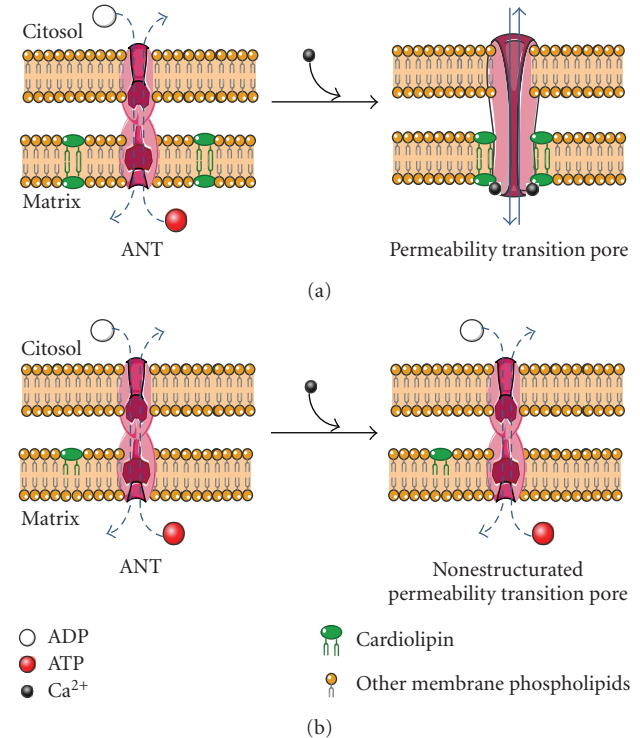 Citosol
Matrix
ANT
Permeability transition pore
(a)
Citosol
Matrix
ANT
Nonestructurated
permeability transition pore
ADP
ATP
Ca2+
Cardiolipin
Other membrane phospholipids
(b)